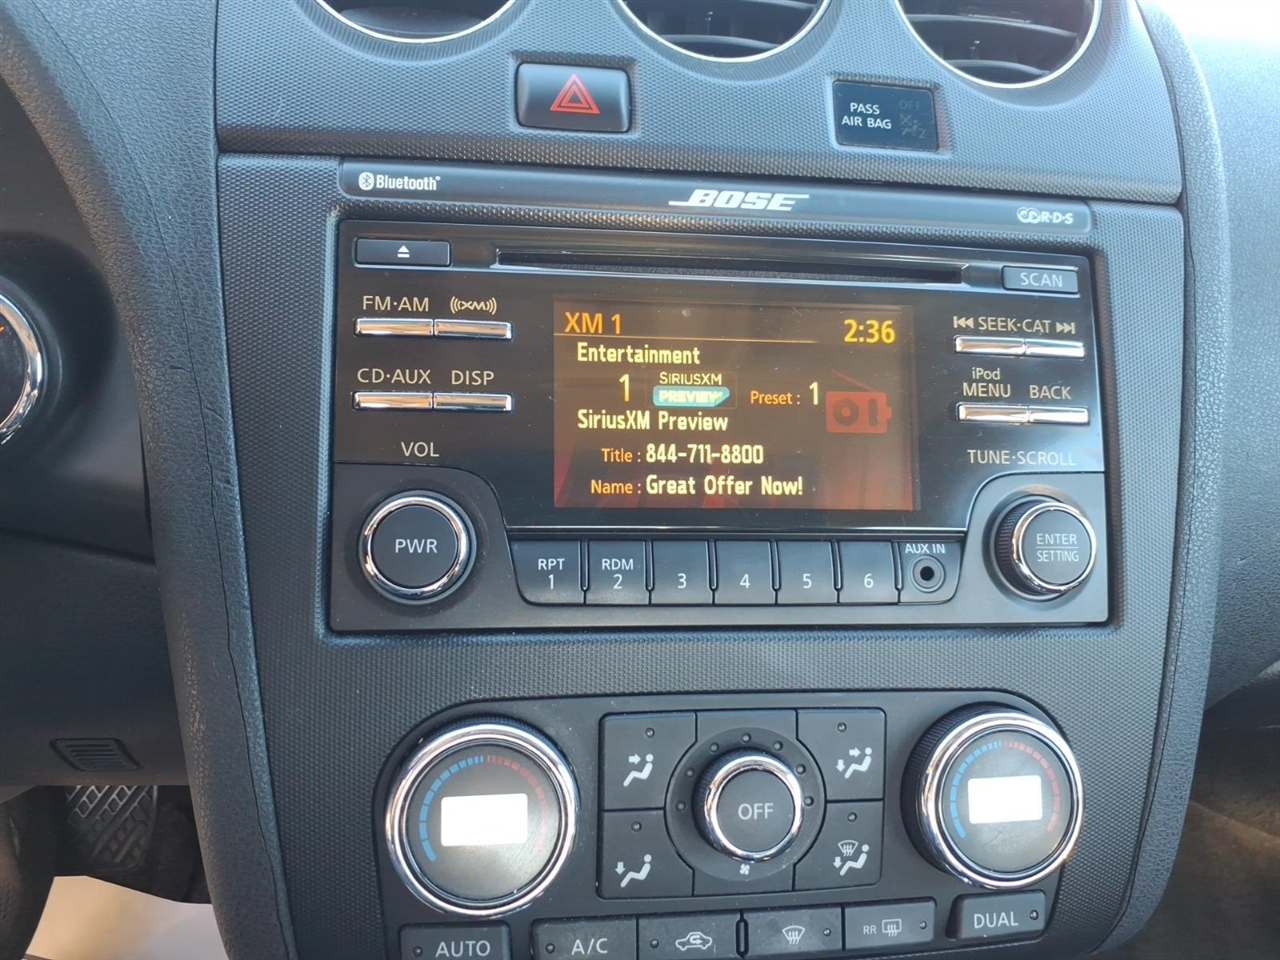 PASS
AIR BAG
OFF
2
Bluetooth
BOSE
R·D·S
SCAN
FM·AM
((XM))
SEEK·CAT
CD·AUX
DISP
iPod
MENU
BACK
VOL
TUNE·SCROLL
XM 1
2:36
Entertainment
1
SIRIUSXM
PREVIEW
Preset : 1
SiriusXM Preview
Title : 844-711-8800
Name : Great Offer Now!
PWR
RPT
1
RDM
2
3
4
5
6
AUX IN
ENTER
SETTING
OFF
AUTO
A/C
RR
DUAL